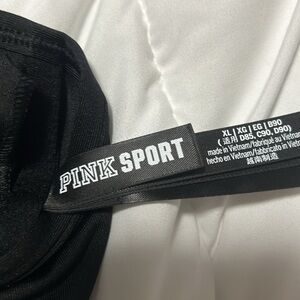 PINK SPORT
XL | XG | EG | B90
(适用 D85, C90, D90)
made in Vietnam/fabriqué au Vietnam
hecho en Vietnam/fabbricato in Vietnam
越南制造